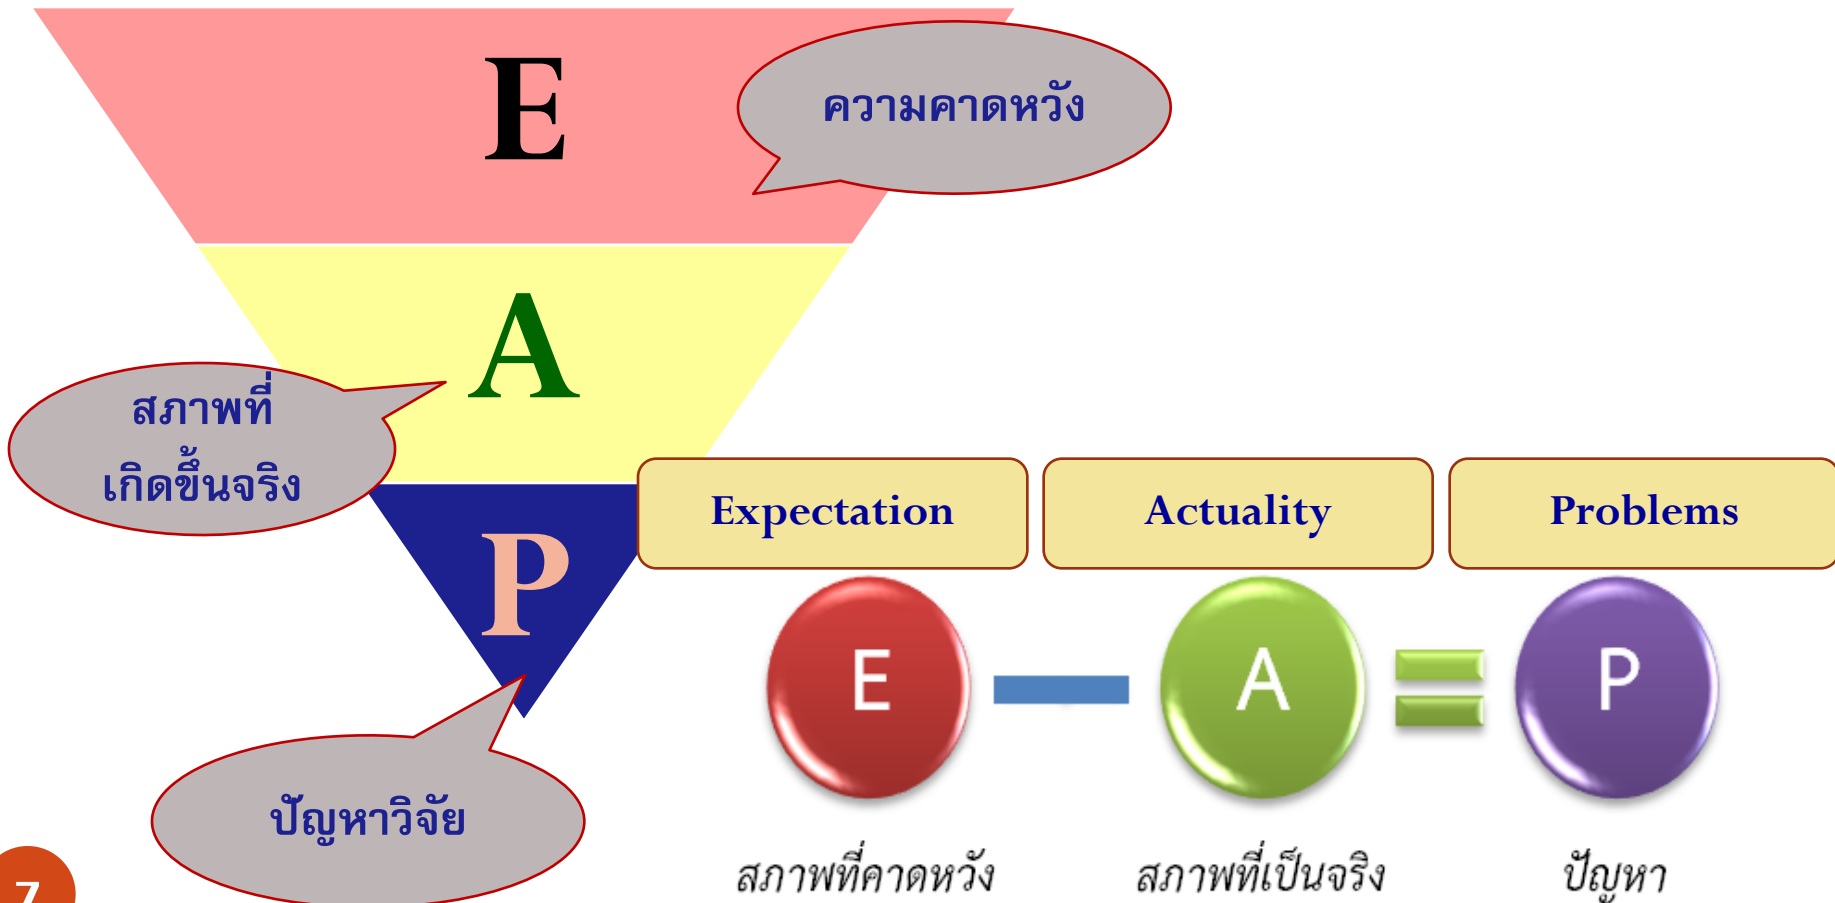 E
ความคาดหวัง
A
สภาพที่
เกิดขึ้นจริง
P
ปัญหาวิจัย
Expectation
Actuality
Problems
E
A
P
สภาพที่คาดหวัง
สภาพที่เป็นจริง
ปัญหา
7